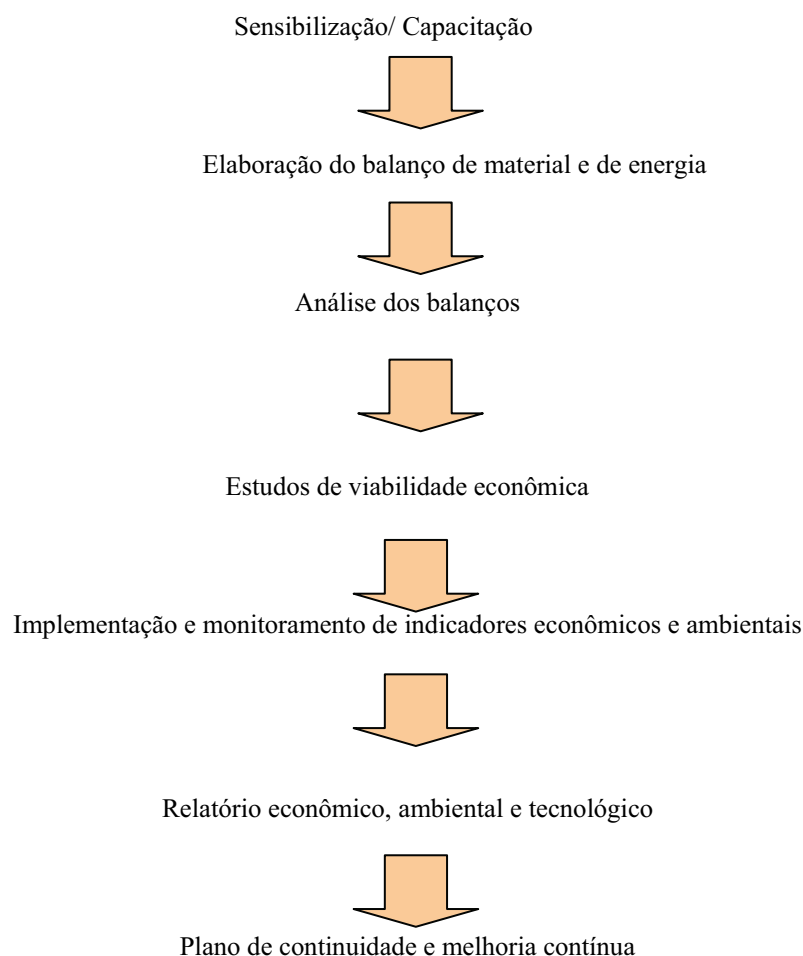 Sensibilização/ Capacitação
Elaboração do balanço de material e de energia
Análise dos balanços
Estudos de viabilidade econômica
Implementação e monitoramento de indicadores econômicos e ambientais
Relatório econômico, ambiental e tecnológico
Plano de continuidade e melhoria contínua